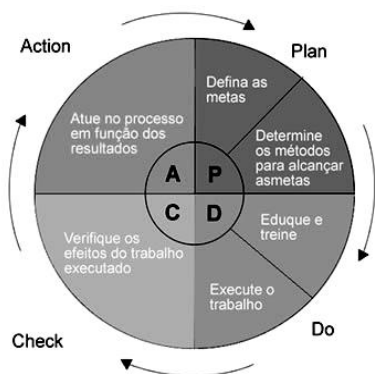 Action
Plan
Defina as
metas
Atue no processo
em função dos
resultados
Determine
os métodos
para alcançar
asmetas
A
P
C
D
Verifique os
efeitos do trabalho
executado
Eduque e
treine
Execute o
trabalho
Check
Do